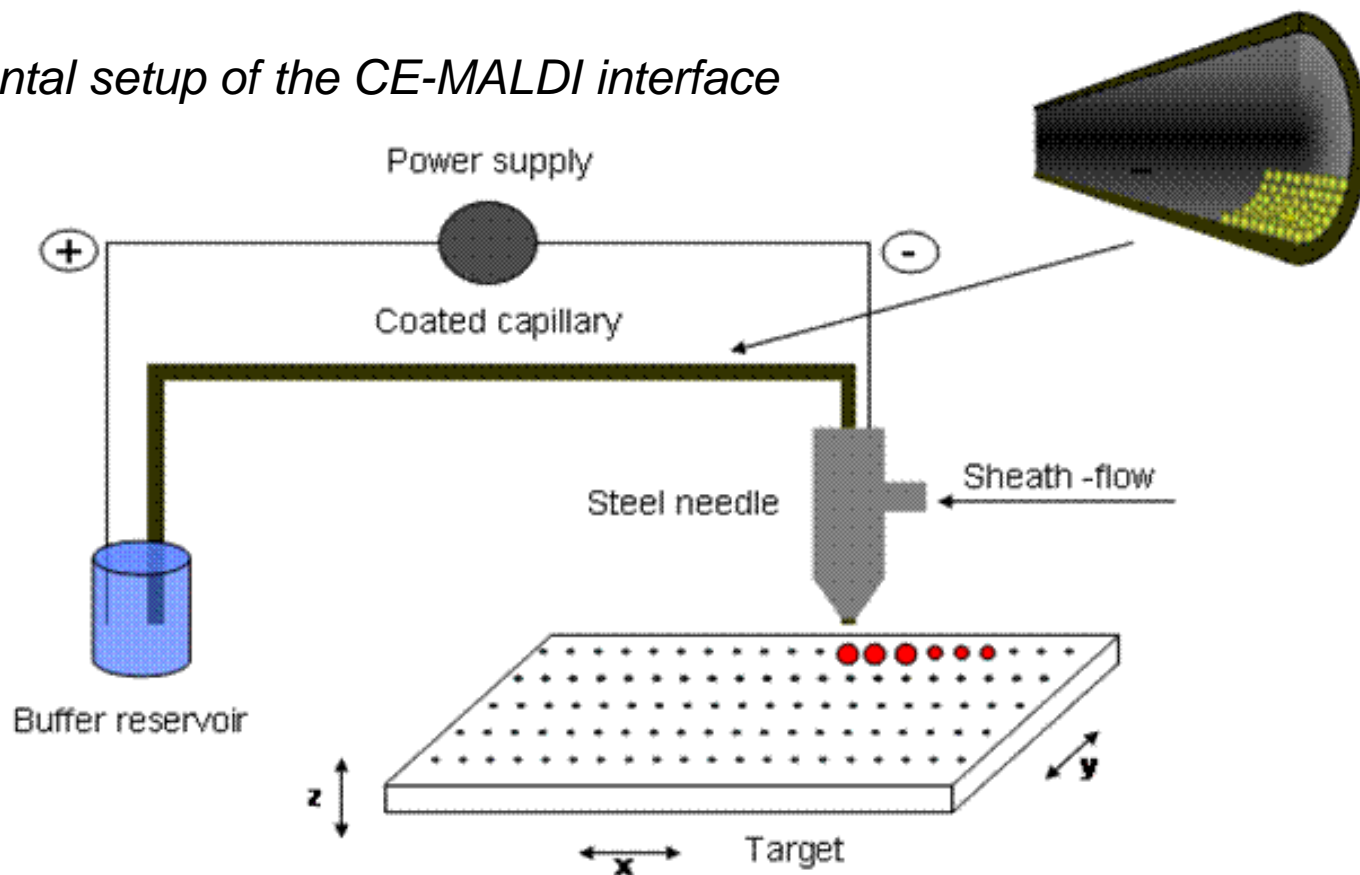 ntal setup of the CE-MALDI interface
Power supply
+
-
Coated capillary
Sheath -flow
Steel needle
Buffer reservoir
y
z
x
Target